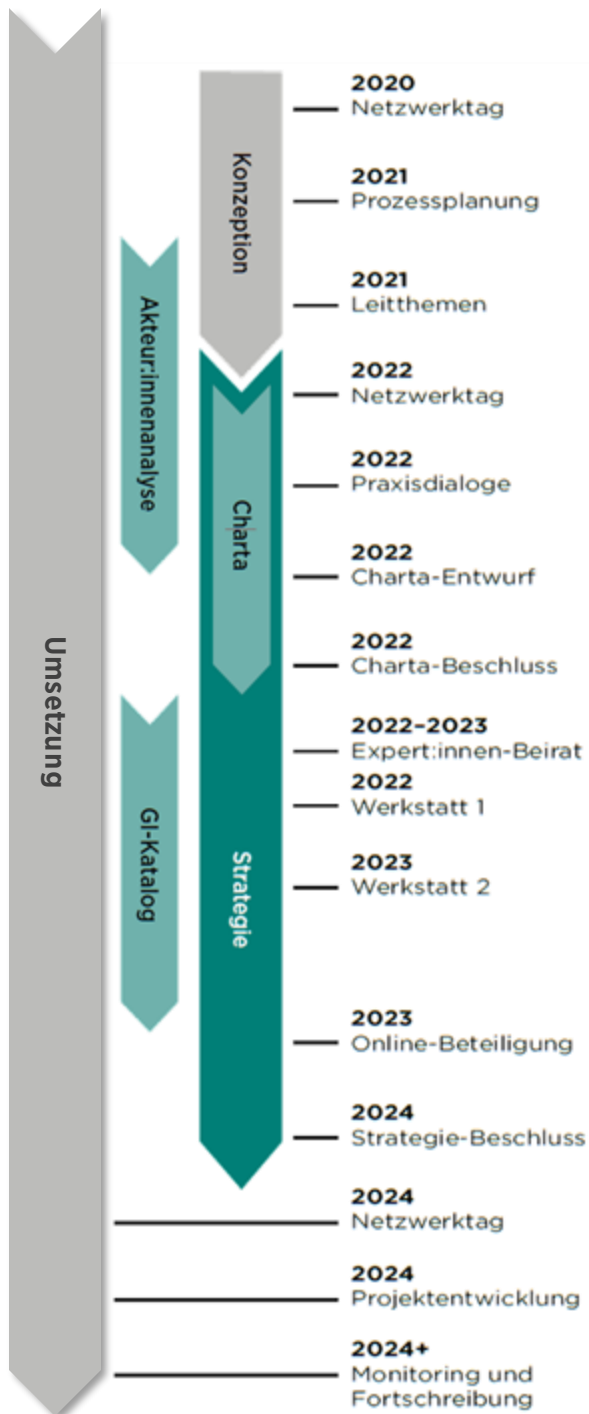 2020
Netzwerktag
2021
Prozessplanung
2021
Leitthemen
2022
Netzwerktag
2022
Praxisdialoge
2022
Charta-Entwurf
2022
Charta-Beschluss
2022–2023
Expert:innen-Beirat
2022
Werkstatt 1
2023
Werkstatt 2
2023
Online-Beteiligung
2024
Strategie-Beschluss
2024
Netzwerktag
2024
Projektentwicklung
2024+
Monitoring und
Fortschreibung
Konzeption
Akteur:innenanalyse
Charta
Umsetzung
GI-Katalog
Strategie